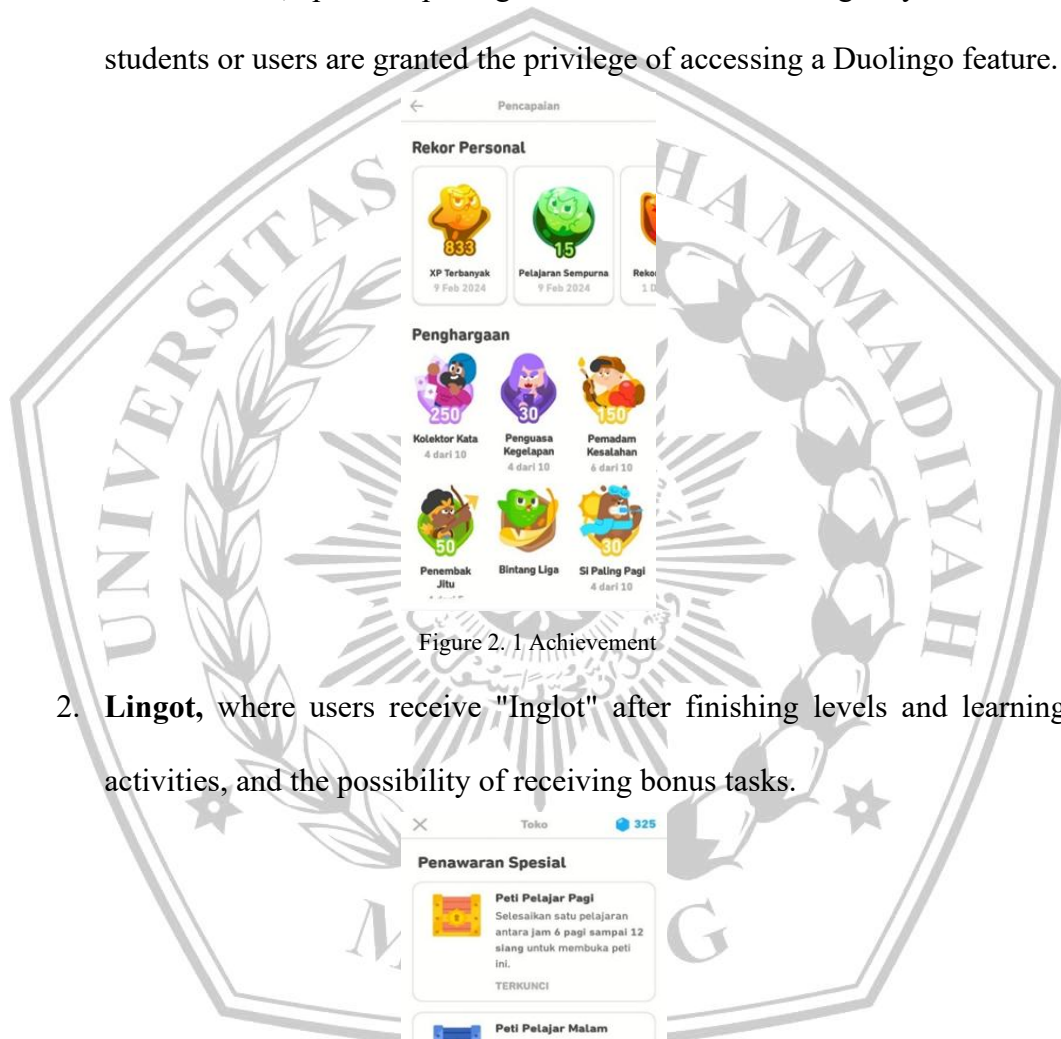 students or users are granted the privilege of accessing a Duolingo feature.
Pencapaian
Rekor Personal
833
15
XP Terbanyak
Pelajaran Sempurna
9 Feb 2024
9 Feb 2024
Penghargaan
250
30
150
Kolektor Kata
Penguasa
Kegelapan
Pemadam
Kesalahan
4 dari 10
4 dari 10
6 dari 10
50
30
Penembak
Jitu
Bintang Liga
Si Paling Pagi
4 dari 10
Figure 2. 1 Achievement
2. Lingot, where users receive "Inglot" after finishing levels and learning
activities, and the possibility of receiving bonus tasks.
Toko
325
Penawaran Spesial
Peti Pelajar Pagi
Selesaikan satu pelajaran
antara jam 6 pagi sampai 12
siang untuk membuka peti
ini.
TERKUNCI
Peti Pelajar Malam
UNIVERSITAS MUHAMMADIYAH